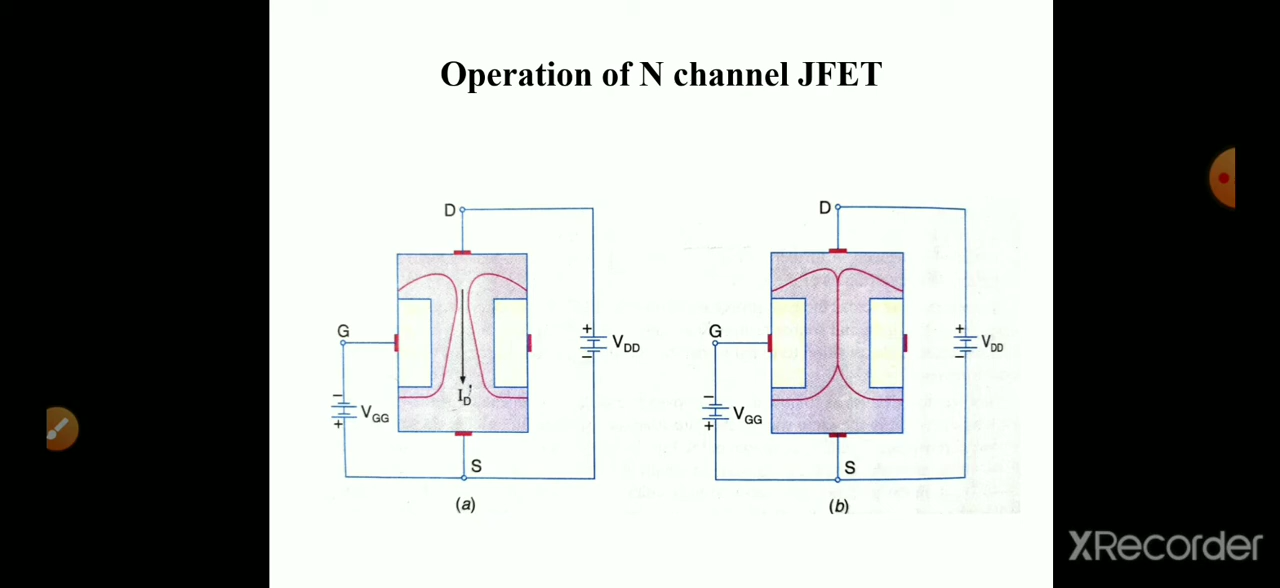 Operation of N channel JFET
D
G
−
+
V_GG
I_D
+
−
V_DD
S
(a)
D
G
−
+
V_GG
+
−
V_DD
S
(b)
XRecorder